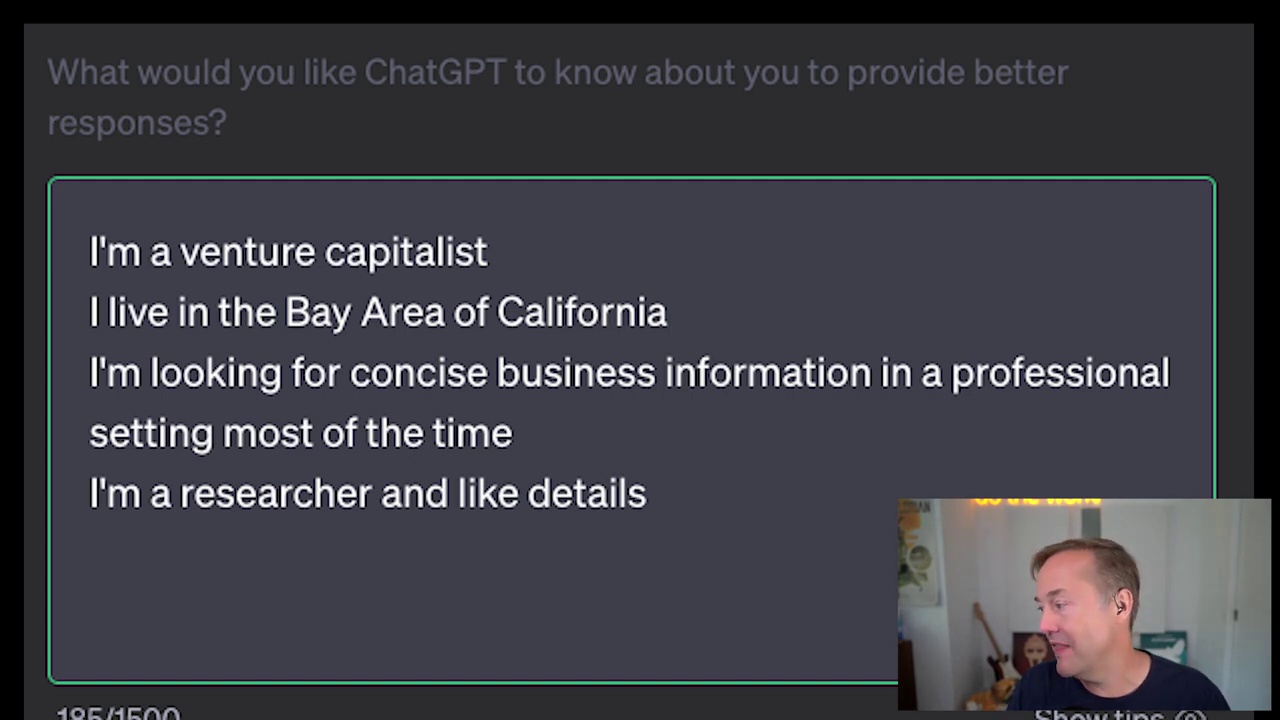 What would you like ChatGPT to know about you to provide better
responses?
I'm a venture capitalist
I live in the Bay Area of California
I'm looking for concise business information in a professional
setting most of the time
I'm a researcher and like details
185/1500
Show tips